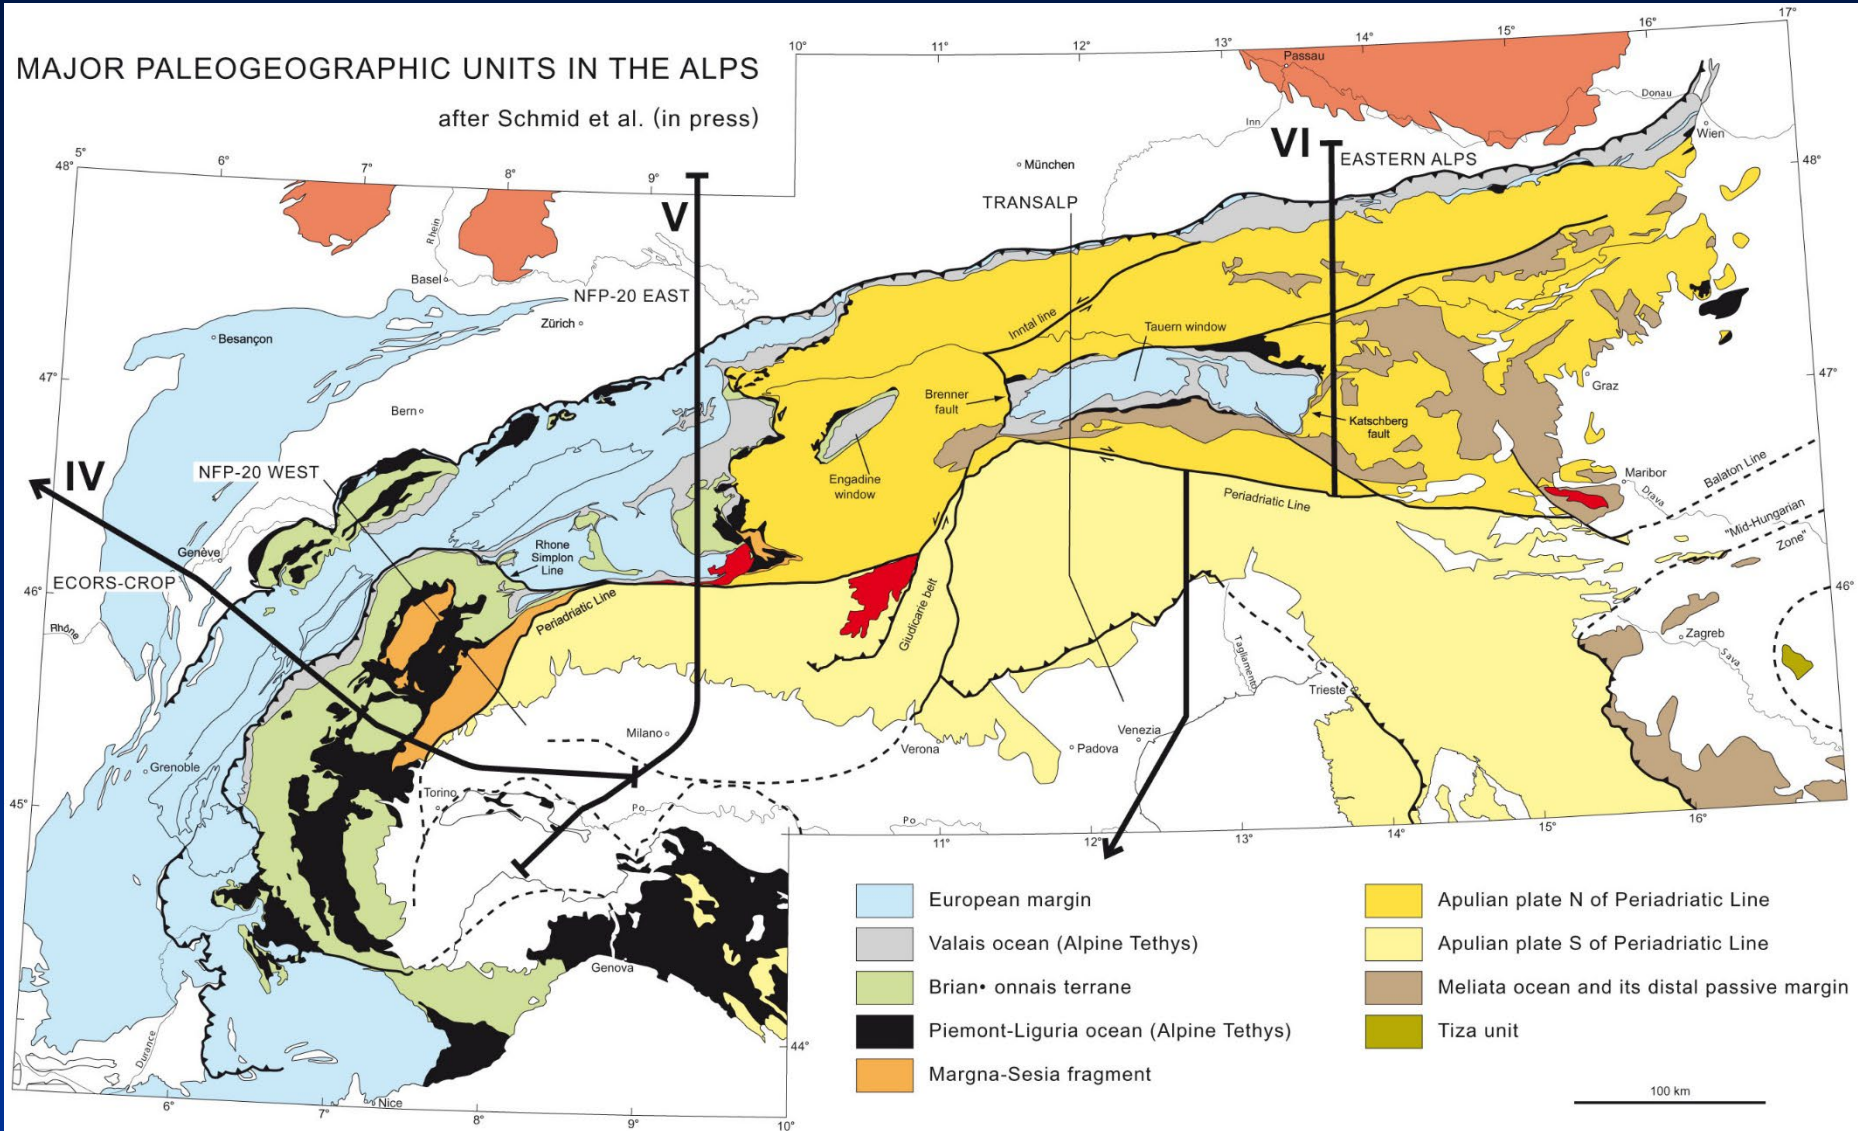 MAJOR PALEOGEOGRAPHIC UNITS IN THE ALPS
after Schmid et al. (in press)
10°
11°
12°
13°
14°
15°
16°
17°
5°
6°
7°
8°
9°
48°
47°
46°
45°
Passau
Donau
Wien
Inn
München
VI
EASTERN ALPS
48°
TRANSALP
V
Rhein
Basel
NFP-20 EAST
Zürich
Besançon
Inntal line
Tauern window
47°
Graz
Bern
Brenner
fault
Katschberg
fault
Engadine
window
NFP-20 WEST
IV
Maribor
Drava
Balaton Line
Periadriatic Line
"Mid-Hungarian
Zone"
Genève
Rhone
Simplon
Line
ECORS-CROP
46°
Rhône
Periadriatic Line
Giudicarie belt
Tagliamento
Zagreb
Sava
Trieste
Milano
Verona
Padova
Venezia
Grenoble
Torino
Po
Po
11°
12°
13°
14°
15°
16°
Genova
Durance
Nice
44°
6°
7°
8°
9°
10°
European margin
Valais ocean (Alpine Tethys)
Brian• onnais terrane
Piemont-Liguria ocean (Alpine Tethys)
Margna-Sesia fragment
Apulian plate N of Periadriatic Line
Apulian plate S of Periadriatic Line
Meliata ocean and its distal passive margin
Tiza unit
100 km